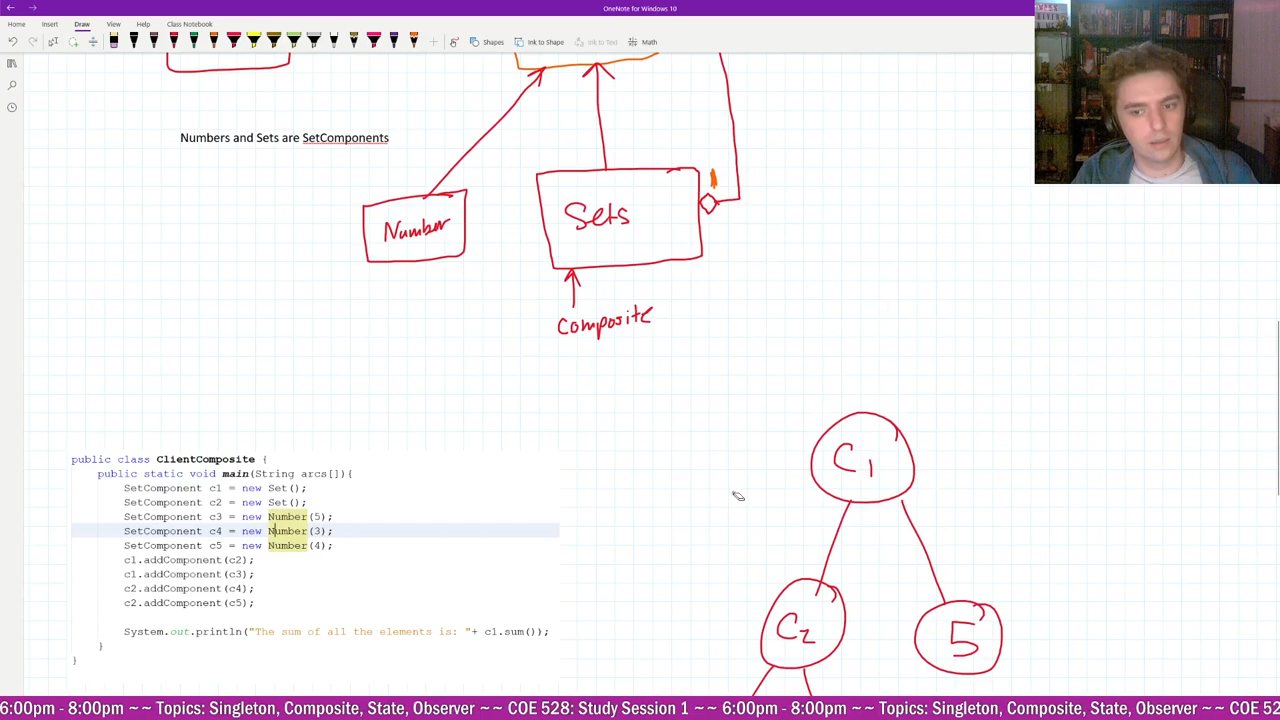 OneNote for Windows 10
Home Insert Draw View Help Class Notebook
Shapes Ink to Shape Ink to Text Math
Numbers and Sets are SetComponents
Number
Sets
Composite
public class ClientComposite {
public static void main(String arcs[]){
SetComponent c1 = new Set();
SetComponent c2 = new Set();
SetComponent c3 = new Number(5);
SetComponent c4 = new Number(3);
SetComponent c5 = new Number(4);
c1.addComponent(c2);
c1.addComponent(c3);
c2.addComponent(c4);
c2.addComponent(c5);
System.out.println("The sum of all the elements is: "+ c1.sum());
}
}
C1
C2
5
6:00pm - 8:00pm ~~ Topics: Singleton, Composite, State, Observer ~~ COE 528: Study Session 1 ~~ 6:00pm - 8:00pm ~~ Topics: Singleton, Composite, State, Observer ~~ COE 52